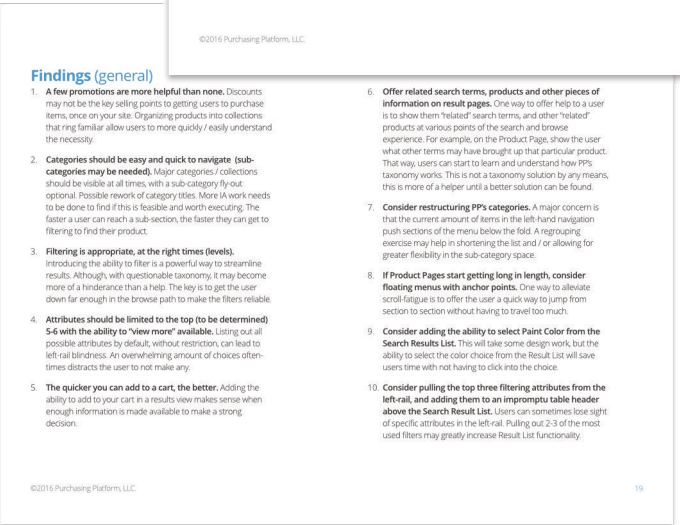 ©2016 Purchasing Platform, LLC.
Findings (general)
1. A few promotions are more helpful than none. Discounts
may not be the key selling points to getting users to purchase
items, once on your site. Organizing products into collections
that ring familiar allow users to more quickly / easily understand
the necessity.
2. Categories should be easy and quick to navigate (sub-
categories may be needed). Major categories / collections
should be visible at all times, with a sub-category fly-out
optional. Possible rework of category titles. More IA work needs
to be done to find if this is feasible and worth executing. The
faster a user can reach a sub-section, the faster they can get to
filtering to find their product.
3. Filtering is appropriate, at the right times (levels).
Introducing the ability to filter is a powerful way to streamline
results. Although, with questionable taxonomy, it may become
more of a hinderance than a help. The key is to get the user
down far enough in the browse path to make the filters reliable.
4. Attributes should be limited to the top (to be determined)
5-6 with the ability to "view more" available. Listing out all
possible attributes by default, without restriction, can lead to
left-rail blindness. An overwhelming amount of choices often-
times distracts the user to not make any.
5. The quicker you can add to a cart, the better. Adding the
ability to add to your cart in a results view makes sense when
enough information is made available to make a strong
decision.
6. Offer related search terms, products and other pieces of
information on result pages. One way to offer help to a user
is to show them "related" search terms, and other "related"
products at various points of the search and browse
experience. For example, on the Product Page, show the user
what other terms may have brought up that particular product.
That way, users can start to learn and understand how PP's
taxonomy works. This is not a taxonomy solution by any means,
this is more of a helper until a better solution can be found.
7. Consider restructuring PP's categories. A major concern is
that the current amount of items in the left-hand navigation
push sections of the menu below the fold. A regrouping
exercise may help in shortening the list and / or allowing for
greater flexibility in the sub-category space.
8. If Product Pages start getting long in length, consider
floating menus with anchor points. One way to alleviate
scroll-fatigue is to offer the user a quick way to jump from
section to section without having to travel too much.
9. Consider adding the ability to select Paint Color from the
Search Results List. This will take some design work, but the
ability to select the color choice from the Result List will save
users time with not having to click into the choice.
10. Consider pulling the top three filtering attributes from the
left-rail, and adding them to an impromptu table header
above the Search Result List. Users can sometimes lose sight
of specific attributes in the left-rail. Pulling out 2-3 of the most
used filters may greatly increase Result List functionality.
©2016 Purchasing Platform, LLC.
19